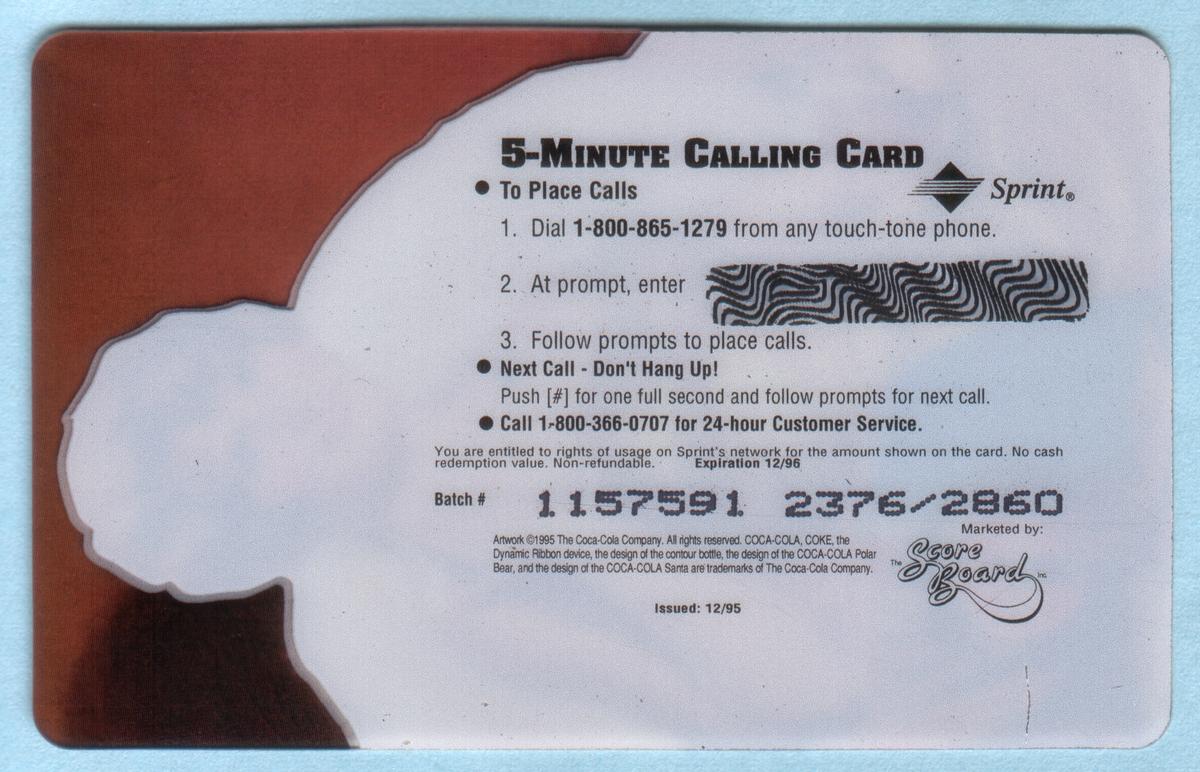 5-Minute Calling Card
● To Place Calls
Sprint®
1. Dial 1-800-865-1279 from any touch-tone phone.
2. At prompt, enter
3. Follow prompts to place calls.
● Next Call - Don't Hang Up!
Push [#] for one full second and follow prompts for next call.
● Call 1-800-366-0707 for 24-hour Customer Service.
You are entitled to rights of usage on Sprint's network for the amount shown on the card. No cash
redemption value. Non-refundable. Expiration 12/96
Batch # 1157591 2376/2860
Marketed by:
Artwork ©1995 The Coca-Cola Company. All rights reserved. COCA-COLA, COKE, the
Dynamic Ribbon device, the design of the contour bottle, the design of the COCA-COLA Polar
Bear, and the design of the COCA-COLA Santa are trademarks of The Coca-Cola Company.
The Score
Board Inc.
Issued: 12/95